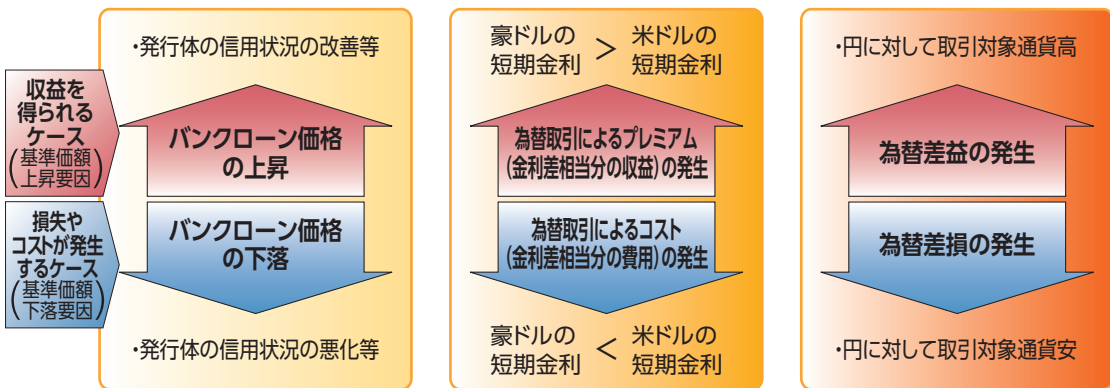 収益を
得られる
ケース
(基準価額
上昇要因)
損失や
コストが発生
するケース
(基準価額
下落要因)
・発行体の信用状況の改善等
バンクローン価格
の上昇
バンクローン価格
の下落
・発行体の信用状況の悪化等
豪ドルの
短期金利
>
米ドルの
短期金利
為替取引によるプレミアム
(金利差相当分の収益)の発生
為替取引によるコスト
(金利差相当分の費用)の発生
豪ドルの
短期金利
<
米ドルの
短期金利
・円に対して取引対象通貨高
為替差益の発生
為替差損の発生
・円に対して取引対象通貨安